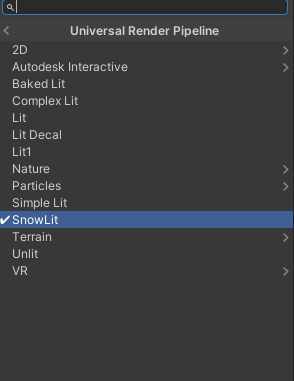 Universal Render Pipeline
2D
Autodesk Interactive
Baked Lit
Complex Lit
Lit
Lit Decal
Lit1
Nature
Particles
Simple Lit
SnowLit
Terrain
Unlit
VR